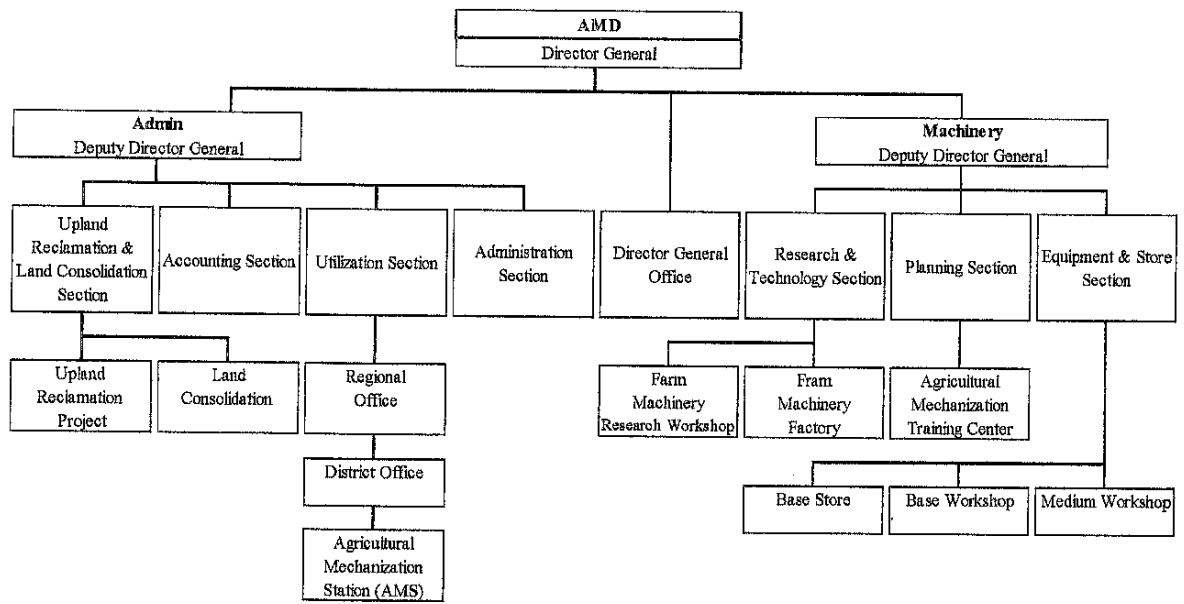 AMD
Director General
Admin
Deputy Director General
Machinery
Deputy Director General
Upland
Reclamation &
Land Consolidation
Section
Accounting Section
Utilization Section
Administration
Section
Director General
Office
Research &
Technology Section
Planning Section
Equipment & Store
Section
Upland
Reclamation
Project
Land
Consolidation
Regional
Office
Farm
Machinery
Research Workshop
Fram
Machinery
Factory
Agricultural
Mechanization
Training Center
District Office
Base Store
Base Workshop
Medium Workshop
Agricultural
Mechanization
Station (AMS)